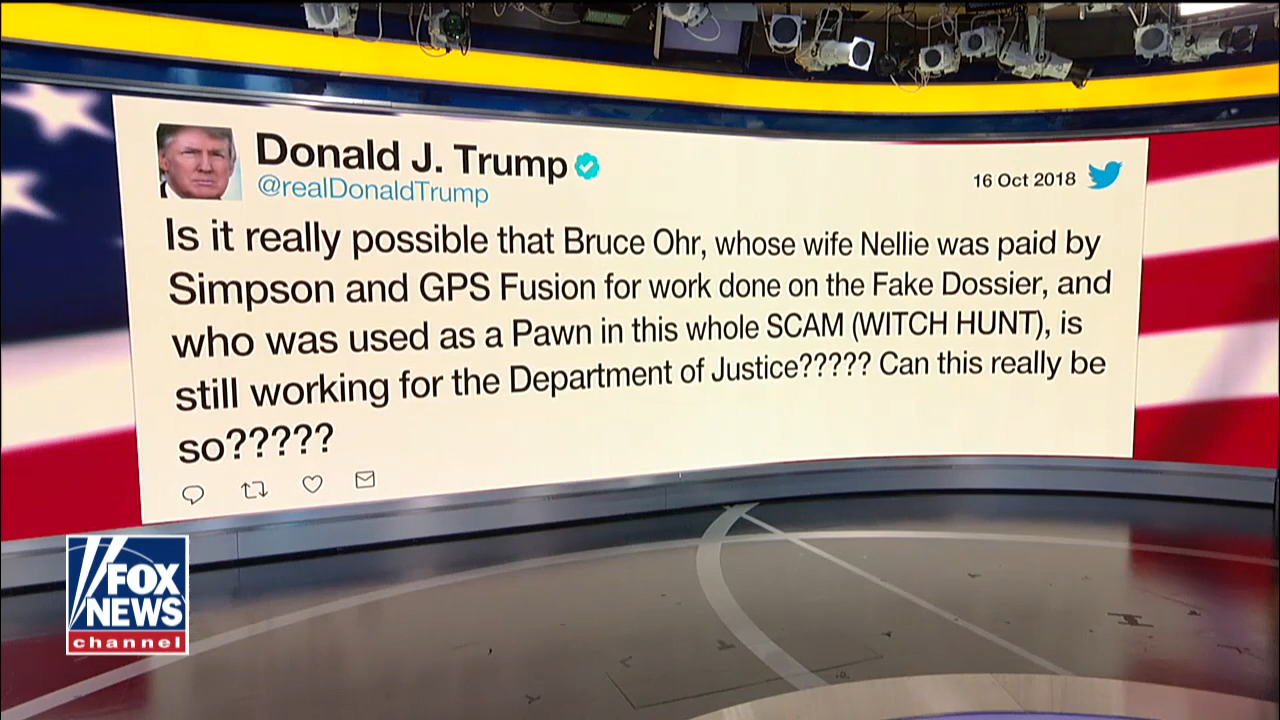 Donald J. Trump
@realDonaldTrump
16 Oct 2018
Is it really possible that Bruce Ohr, whose wife Nellie was paid by
Simpson and GPS Fusion for work done on the Fake Dossier, and
who was used as a Pawn in this whole SCAM (WITCH HUNT), is
still working for the Department of Justice????? Can this really be
so?????
FOX
NEWS
channel